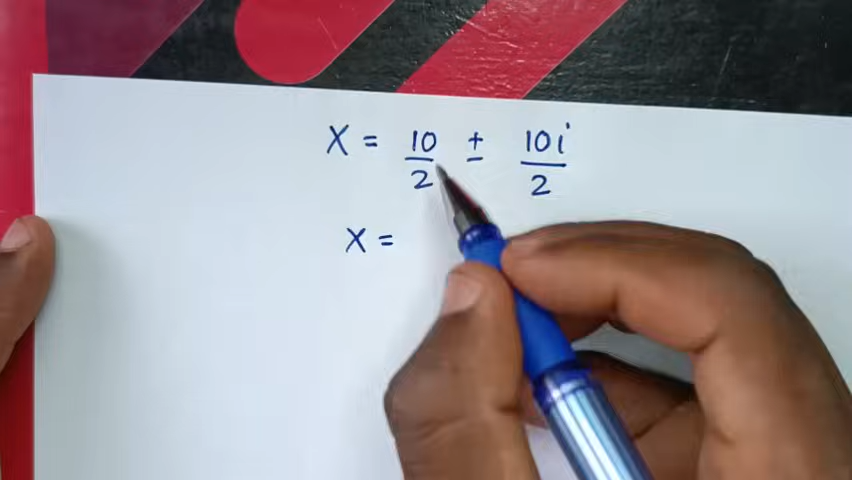 X = 10/2 ± 10i/2
X =